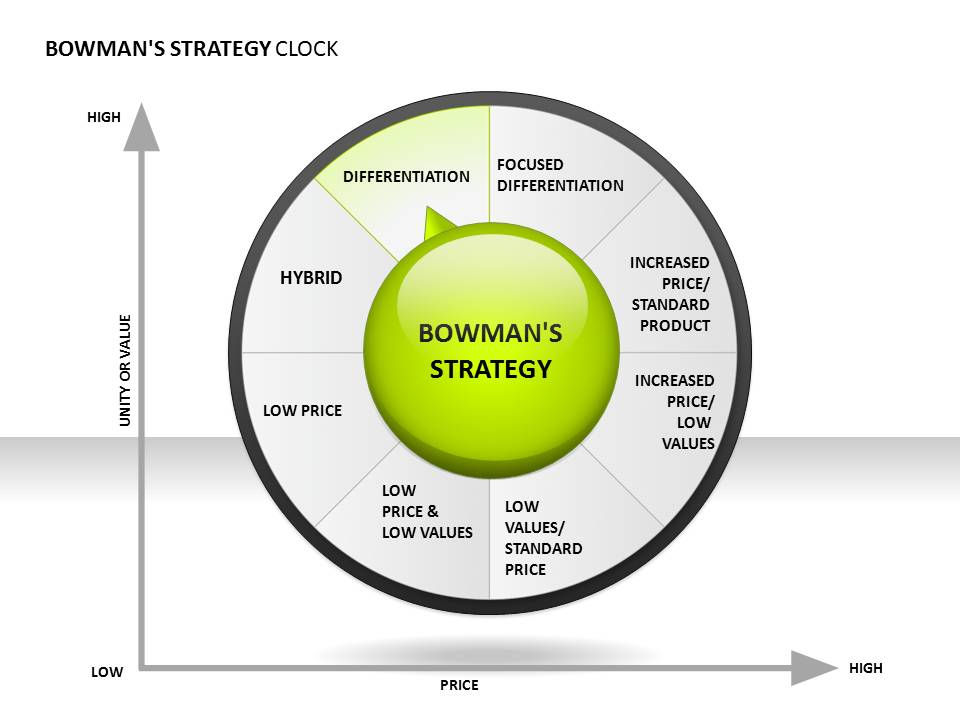 BOWMAN'S STRATEGY CLOCK
HIGH
DIFFERENTIATION
FOCUSED
DIFFERENTIATION
HYBRID
INCREASED
PRICE/
STANDARD
PRODUCT
UNITY OR VALUE
BOWMAN'S
STRATEGY
LOW PRICE
INCREASED
PRICE/
LOW
VALUES
LOW
PRICE &
LOW VALUES
LOW
VALUES/
STANDARD
PRICE
LOW
PRICE
HIGH